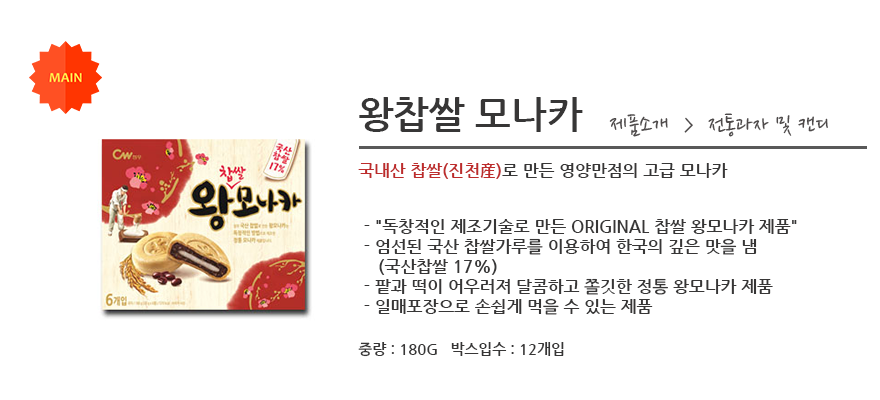 MAIN
왕찹쌀 모나카
제품소개 > 전통과자 및 캔디
국내산 찹쌀(진천産)로 만든 영양만점의 고급 모나카
- "독창적인 제조기술로 만든 ORIGINAL 찹쌀 왕모나카 제품"
- 엄선된 국산 찹쌀가루를 이용하여 한국의 깊은 맛을 냄
(국산찹쌀 17%)
- 팥과 떡이 어우러져 달콤하고 쫄깃한 정통 왕모나카 제품
- 일매포장으로 손쉽게 먹을 수 있는 제품
중량 : 180G 박스입수 : 12개입
CW
국산
찹쌀
17%
찹쌀
왕모나카
6개입